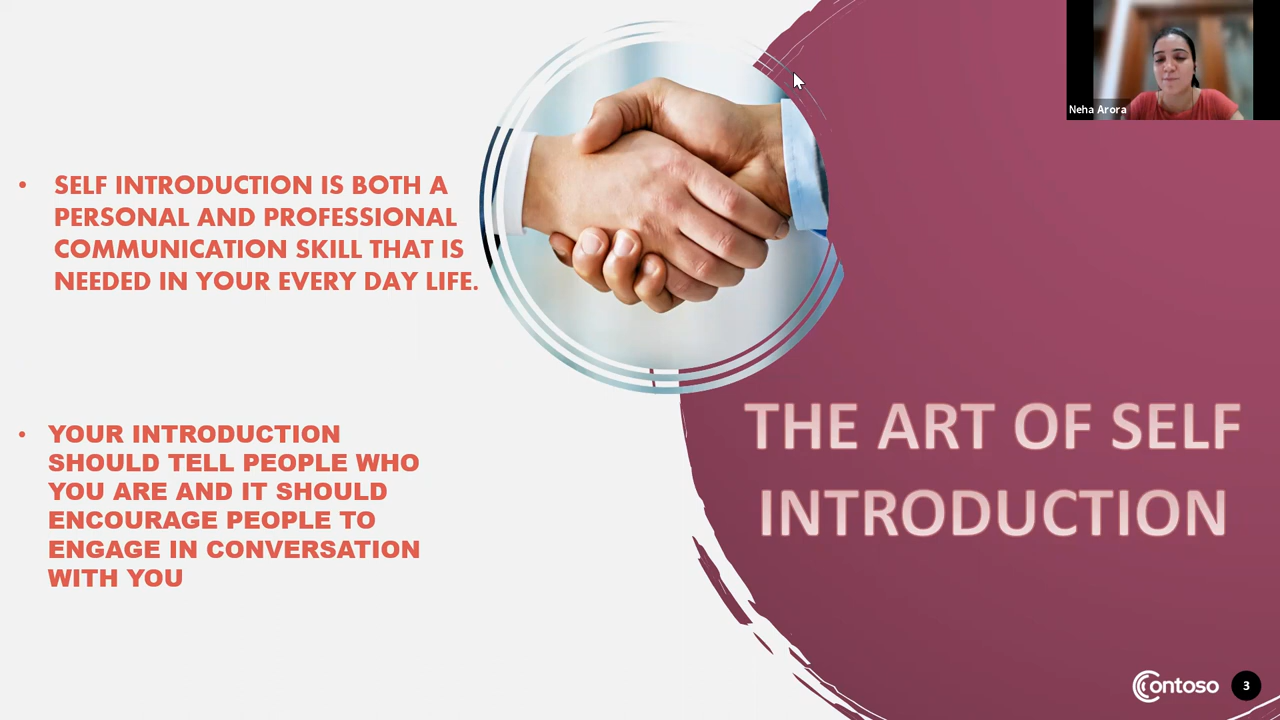 • SELF INTRODUCTION IS BOTH A
PERSONAL AND PROFESSIONAL
COMMUNICATION SKILL THAT IS
NEEDED IN YOUR EVERY DAY LIFE.
• YOUR INTRODUCTION
SHOULD TELL PEOPLE WHO
YOU ARE AND IT SHOULD
ENCOURAGE PEOPLE TO
ENGAGE IN CONVERSATION
WITH YOU
Neha Arora
THE ART OF SELF
INTRODUCTION
Contoso
3